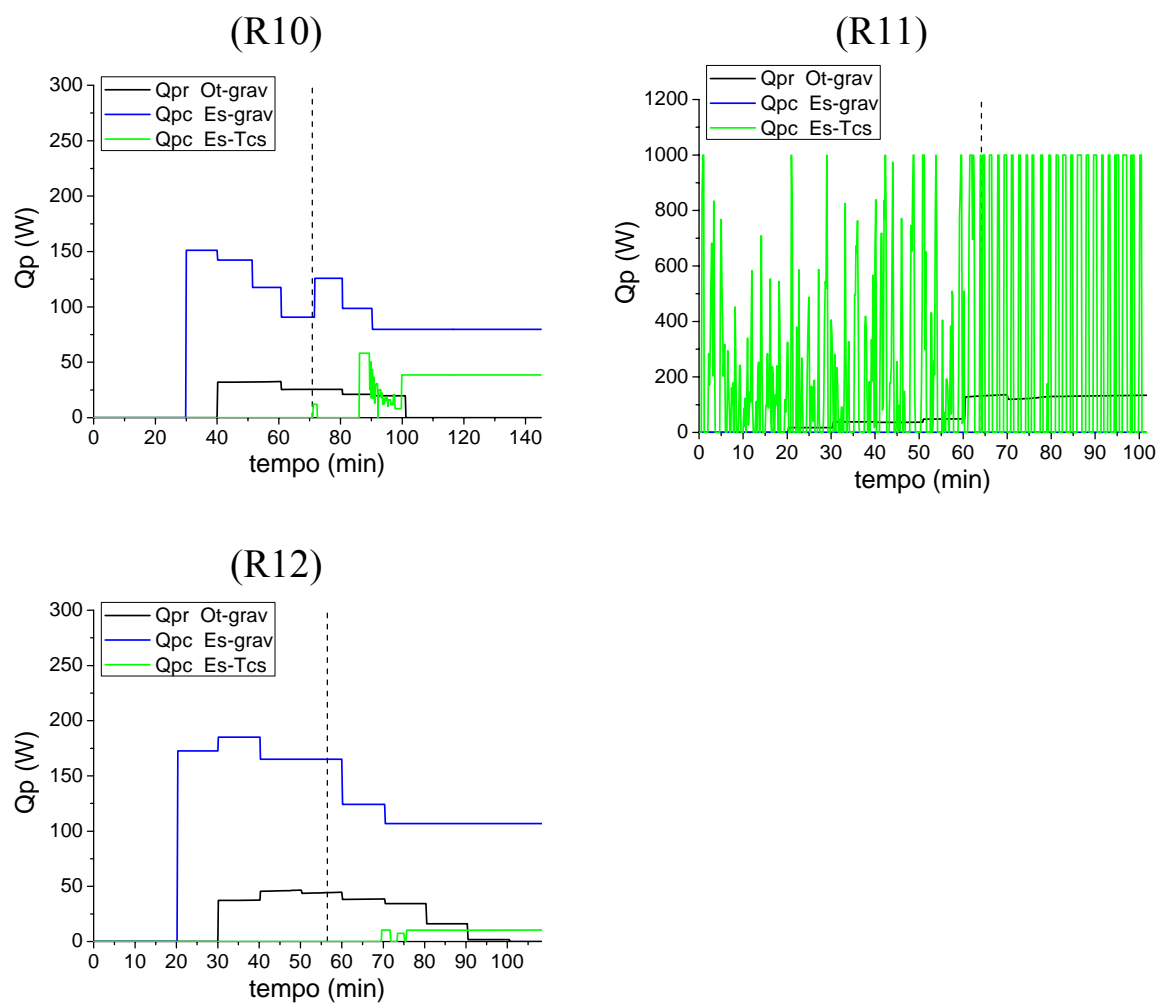 (R10)
Qpr Ot-grav
Qpc Es-grav
Qpc Es-Tcs
300
250
200
150
100
50
0
Qp (W)
0 20 40 60 80 100 120 140
tempo (min)
(R11)
Qpr Ot-grav
Qpc Es-grav
Qpc Es-Tcs
1200
1000
800
600
400
200
0
Qp (W)
0 10 20 30 40 50 60 70 80 90 100
tempo (min)
(R12)
Qpr Ot-grav
Qpc Es-grav
Qpc Es-Tcs
300
250
200
150
100
50
0
Qp (W)
0 10 20 30 40 50 60 70 80 90 100
tempo (min)